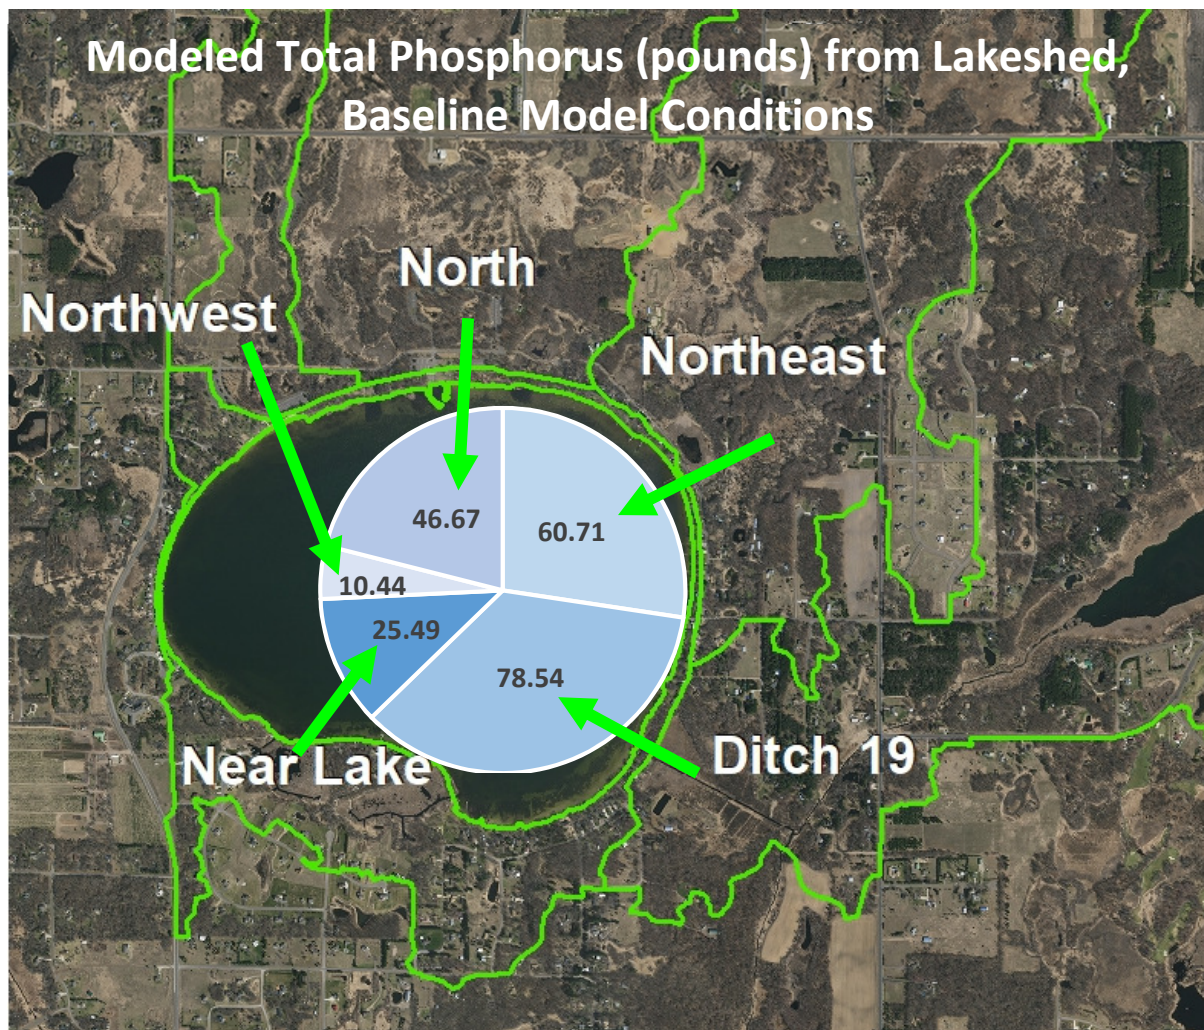 Modeled Total Phosphorus (pounds) from Lakeshed,
Baseline Model Conditions
North
Northwest
Northeast
46.67
60.71
10.44
25.49
78.54
Near Lake
Ditch 19